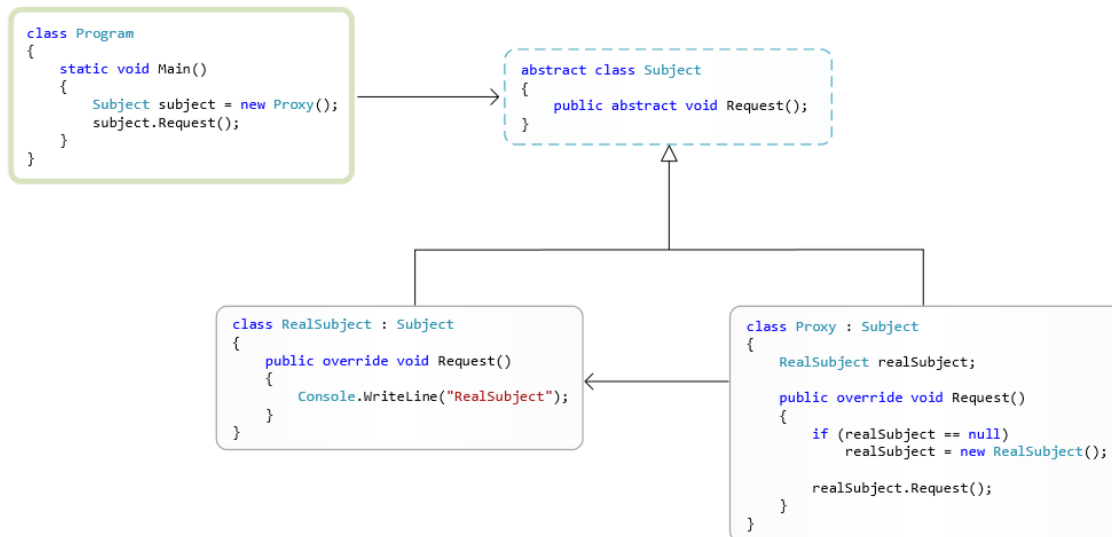 class Program
{
    static void Main()
    {
        Subject subject = new Proxy();
        subject.Request();
    }
}
abstract class Subject
{
    public abstract void Request();
}
class RealSubject : Subject
{
    public override void Request()
    {
        Console.WriteLine("RealSubject");
    }
}
class Proxy : Subject
{
    RealSubject realSubject;

    public override void Request()
    {
        if (realSubject == null)
            realSubject = new RealSubject();

        realSubject.Request();
    }
}